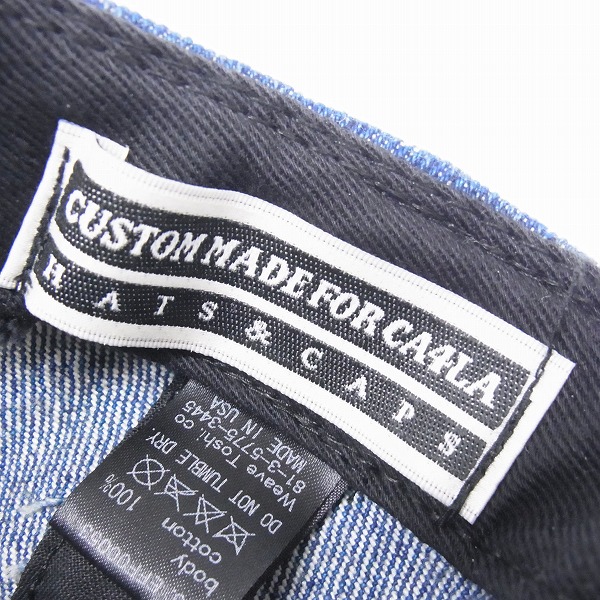 CUSTOM MADE FOR CA4LA
HATS & CAPS
body
cotton
100%
DO NOT TUMBLE DRY
Weave Toshi.co
81-3-5775-3445
MADE IN USA